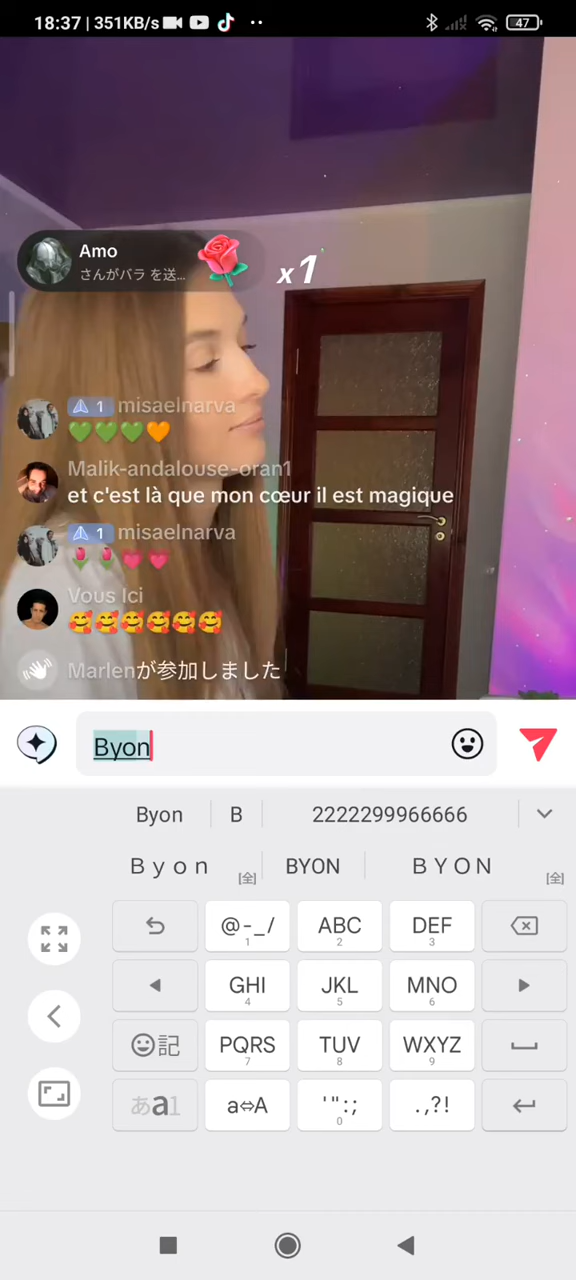 18:37 | 351KB/s
47
Amo
さんがバラ を送...
x1
1 misaelnarva
💚💚💚🧡
Malik-andalouse-oran1
et c'est là que mon cœur il est magique
1 misaelnarva
🌷🌷💗💗
Vous Ici
🥰🥰🥰🥰🥰🥰
Marlenが参加しました
Byon
Byon B 2222299966666
Ｂｙｏｎ [全] BYON ＢＹＯＮ [全]
@-_/ 1 ABC 2 DEF 3
GHI 4 JKL 5 MNO 6
記 PQRS 7 TUV 8 WXYZ 9
あa1 a⇔A '":; 0 .,?!